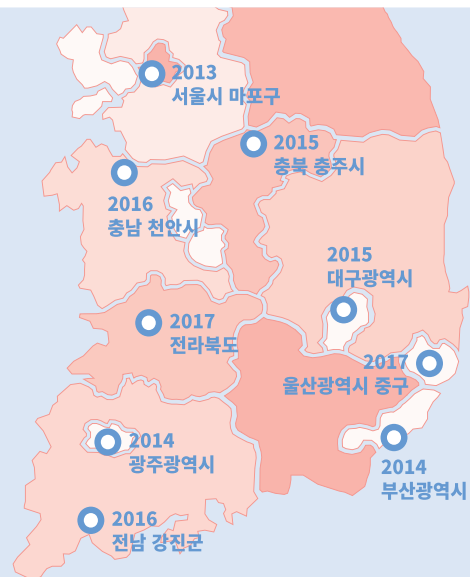 2013
서울시 마포구
2015
충북 충주시
2016
충남 천안시
2015
대구광역시
2017
전라북도
2017
울산광역시 중구
2014
광주광역시
2014
부산광역시
2016
전남 강진군